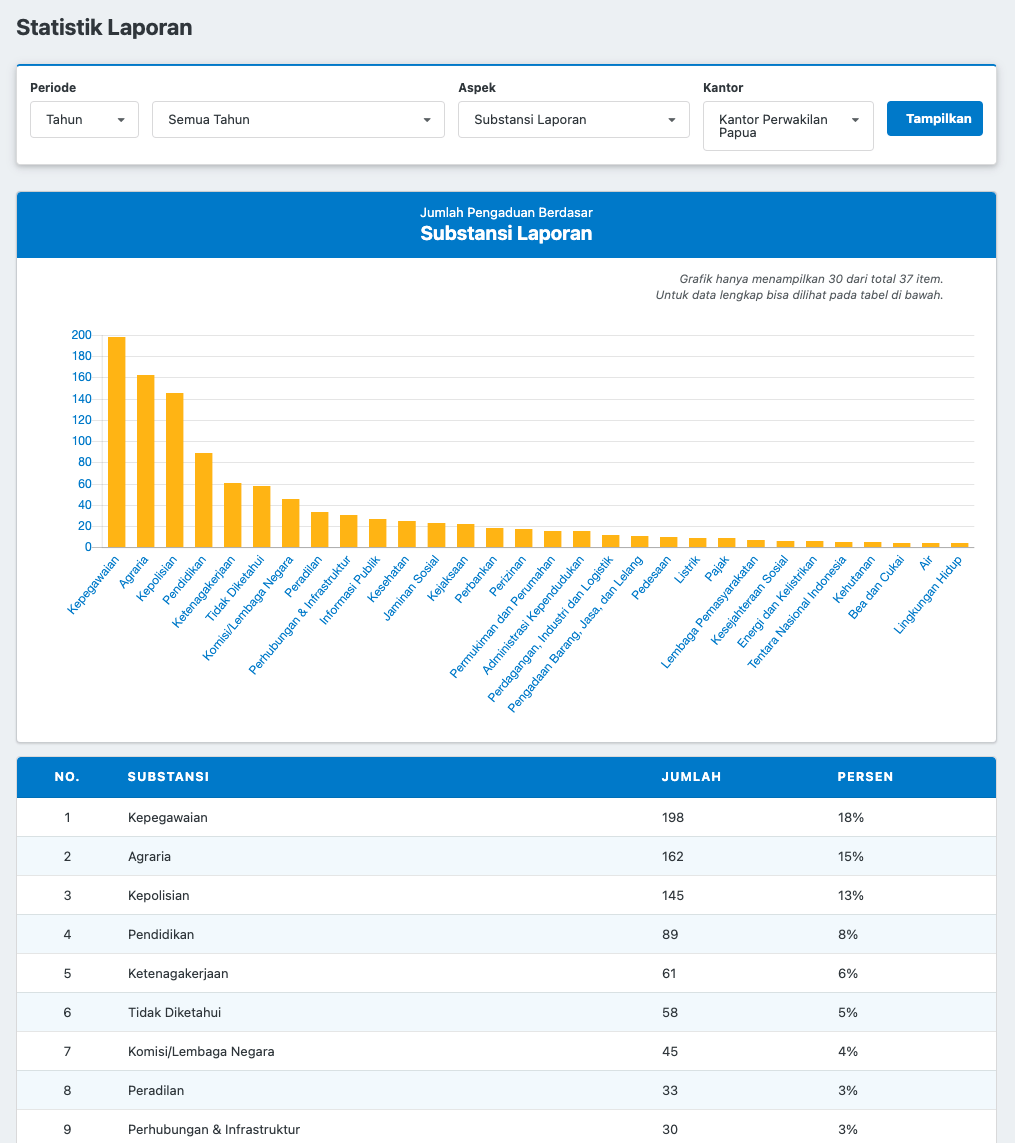 Statistik Laporan
Periode
Aspek
Kantor
Tahun
Semua Tahun
Substansi Laporan
Kantor Perwakilan
Papua
Tampilkan
Jumlah Pengaduan Berdasar
Substansi Laporan
Grafik hanya menampilkan 30 dari total 37 item.
Untuk data lengkap bisa dilihat pada tabel di bawah.
200
180
160
140
120
100
80
60
40
20
0
Kepegawaian
Agraria
Kepolisian
Pendidikan
Ketenagakerjaan
Tidak Diketahui
Komisi/Lembaga Negara
Peradilan
Perhubungan & Infrastruktur
Informasi Publik
Kesehatan
Jaminan Sosial
Kejaksaan
Perbankan
Perizinan
Permukiman dan Perumahan
Administrasi Kependudukan
Perdagangan, Industri dan Logistik
Pengadaan Barang, Jasa, dan Lelang
Pedesaan
Listrik
Pajak
Lembaga Pemasyarakatan
Kesejahteraan Sosial
Energi dan Kelistrikan
Tentara Nasional Indonesia
Kehutanan
Bea dan Cukai
Air
Lingkungan Hidup
NO. SUBSTANSI JUMLAH PERSEN
1 Kepegawaian 198 18%
2 Agraria 162 15%
3 Kepolisian 145 13%
4 Pendidikan 89 8%
5 Ketenagakerjaan 61 6%
6 Tidak Diketahui 58 5%
7 Komisi/Lembaga Negara 45 4%
8 Peradilan 33 3%
9 Perhubungan & Infrastruktur 30 3%